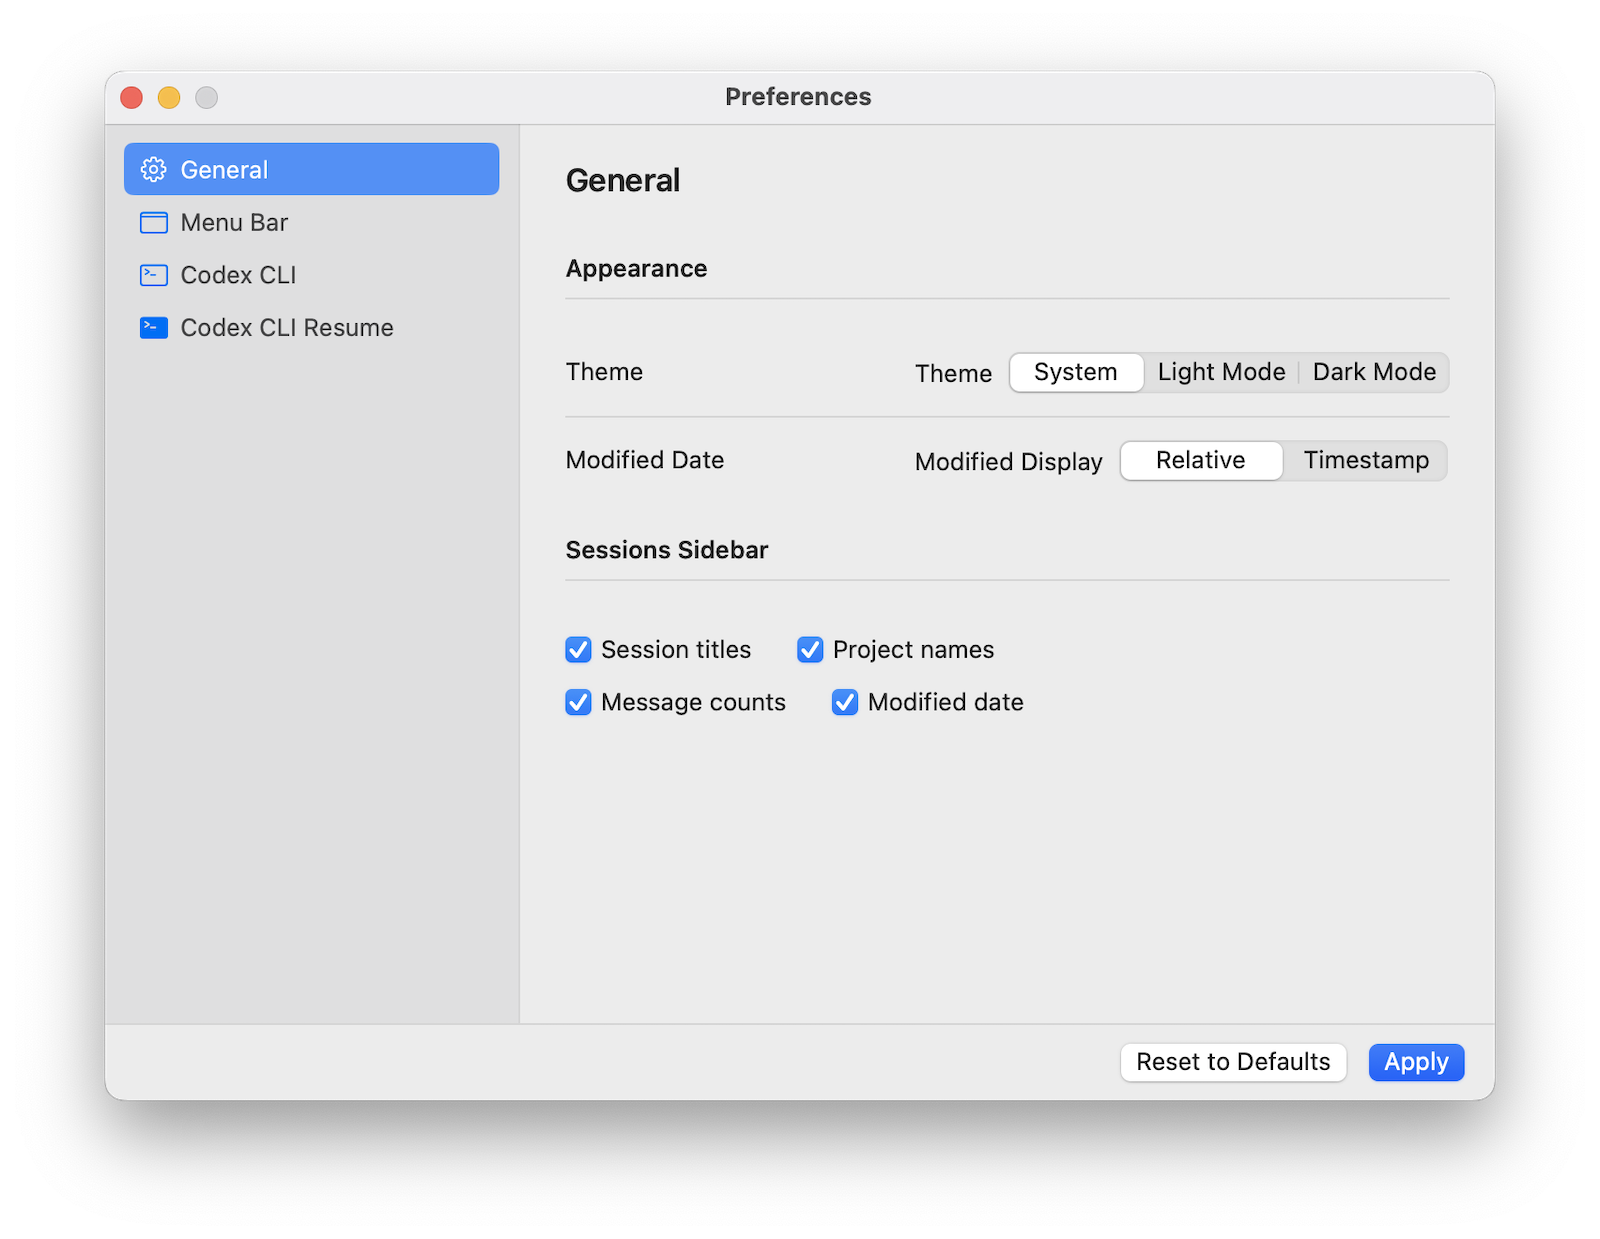 Preferences
General
Menu Bar
Codex CLI
Codex CLI Resume
General
Appearance
Theme Theme System Light Mode Dark Mode
Modified Date Modified Display Relative Timestamp
Sessions Sidebar
Session titles Project names
Message counts Modified date
Reset to Defaults Apply